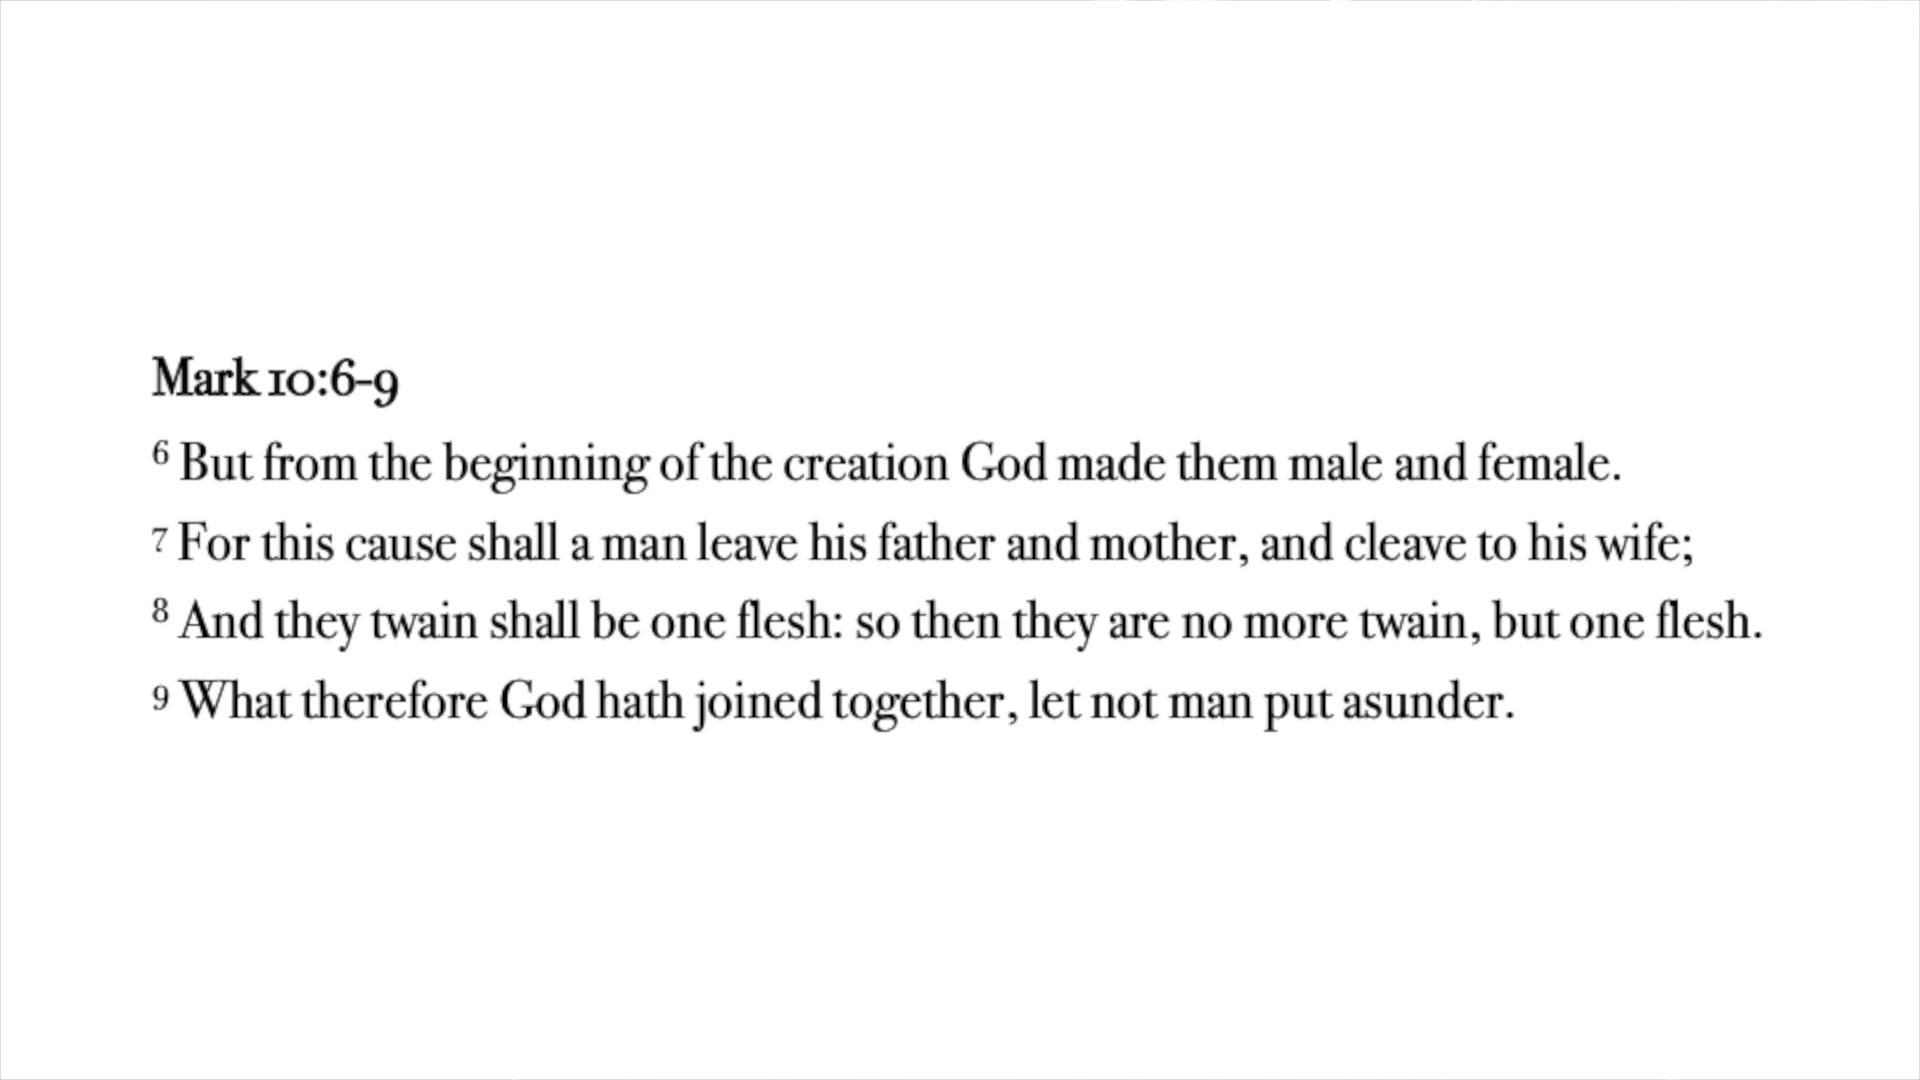 Mark 10:6-9
6 But from the beginning of the creation God made them male and female.
7 For this cause shall a man leave his father and mother, and cleave to his wife;
8 And they twain shall be one flesh: so then they are no more twain, but one flesh.
9 What therefore God hath joined together, let not man put asunder.